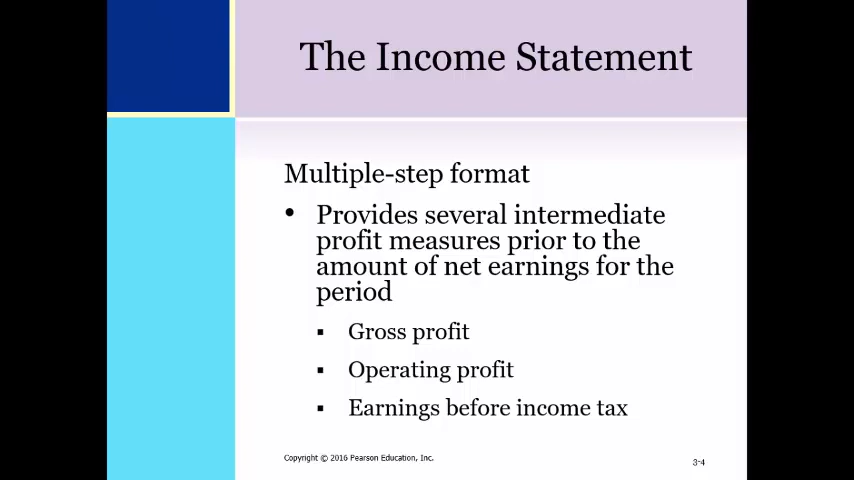 The Income Statement
Multiple-step format
• Provides several intermediate
profit measures prior to the
amount of net earnings for the
period
▪ Gross profit
▪ Operating profit
▪ Earnings before income tax
Copyright © 2016 Pearson Education, Inc.
3-4